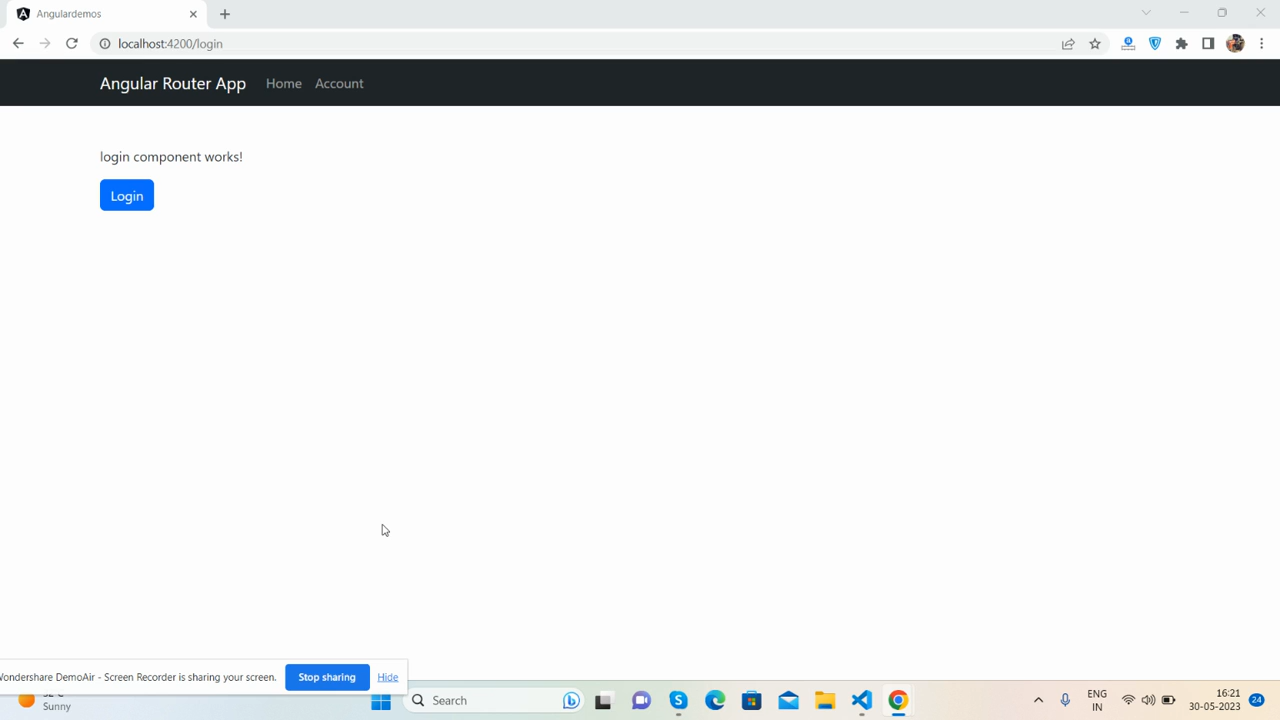 Angulardemos
localhost:4200/login
Angular Router App Home Account
login component works!
Login
Wondershare DemoAir - Screen Recorder is sharing your screen. Stop sharing Hide
Sunny
Search
ENG
IN
16:21
30-05-2023
24